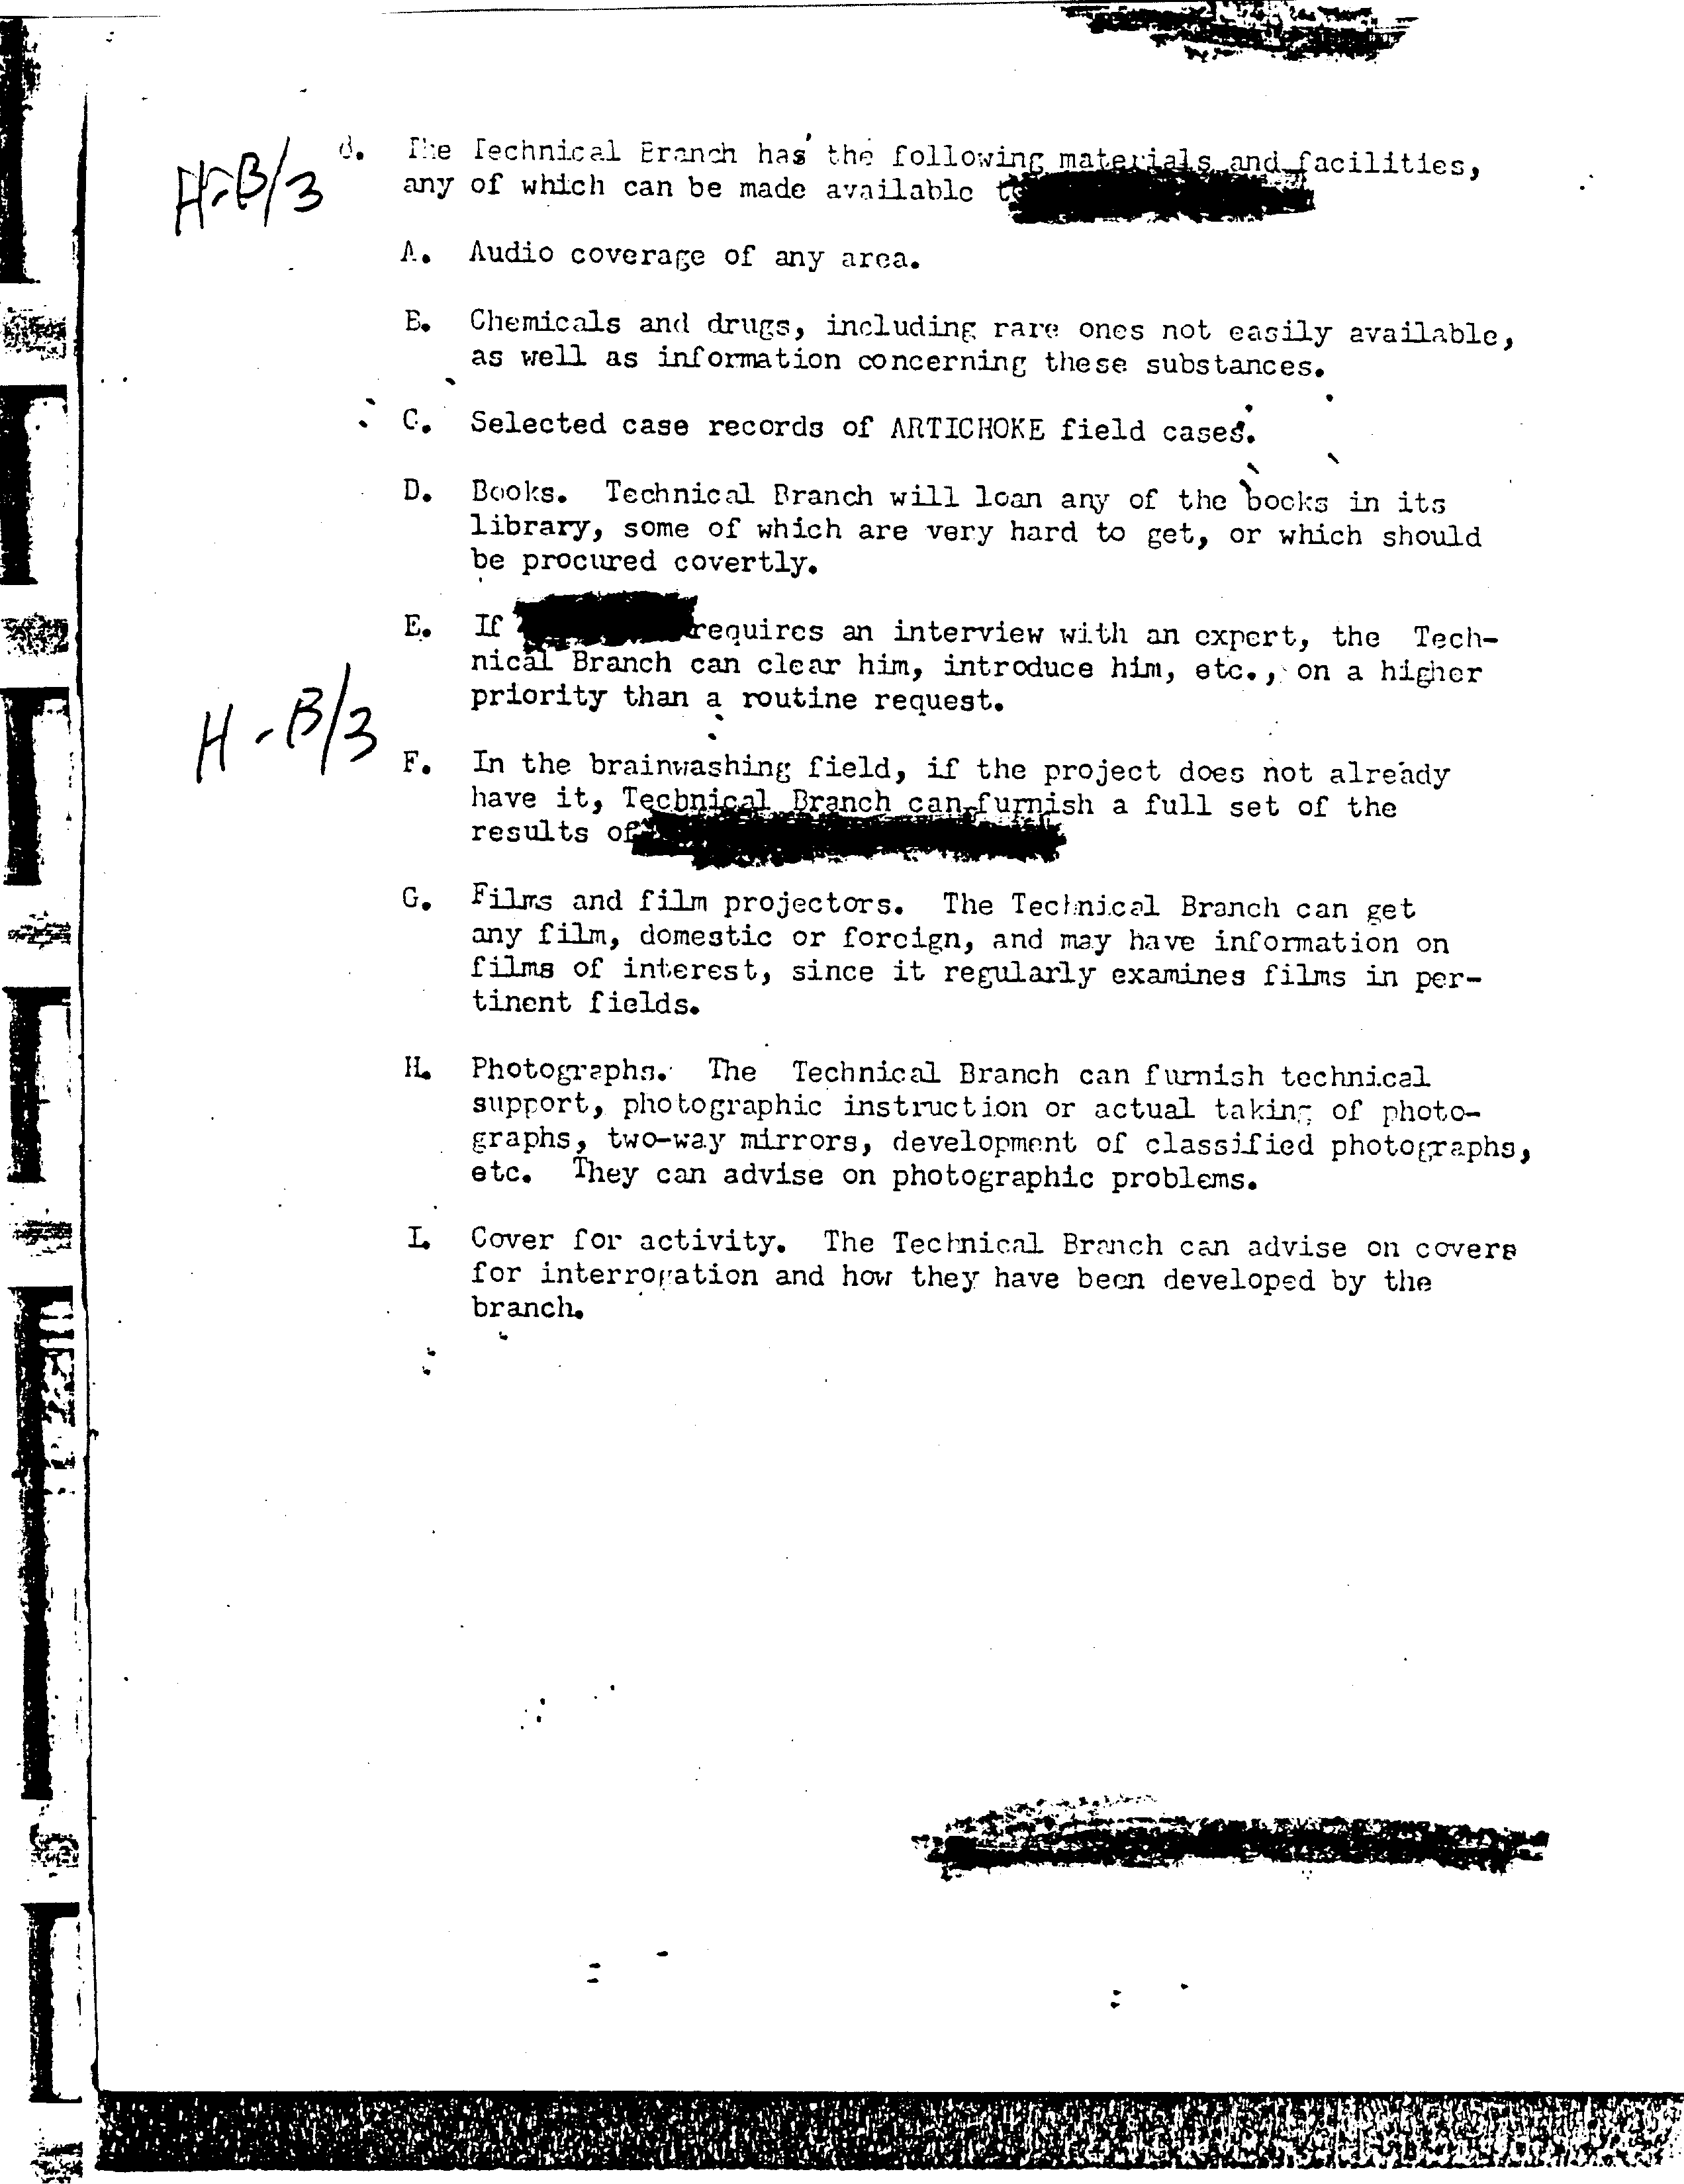 H-B/3
8. The Technical Branch has the following materials and facilities,
any of which can be made available
A. Audio coverage of any area.
B. Chemicals and drugs, including rare ones not easily available,
as well as information concerning these substances.
C. Selected case records of ARTICHOKE field cases.
D. Books. Technical Branch will loan any of the books in its
library, some of which are very hard to get, or which should
be procured covertly.
E. If requires an interview with an expert, the Tech-
nical Branch can clear him, introduce him, etc., on a higher
priority than a routine request.
H-B/3
F. In the brainwashing field, if the project does not already
have it, Technical Branch can furnish a full set of the
results of
G. Films and film projectors. The Technical Branch can get
any film, domestic or foreign, and may have information on
films of interest, since it regularly examines films in per-
tinent fields.
H. Photographs. The Technical Branch can furnish technical
support, photographic instruction or actual taking of photo-
graphs, two-way mirrors, development of classified photographs,
etc. They can advise on photographic problems.
I. Cover for activity. The Technical Branch can advise on covers
for interrogation and how they have been developed by the
branch.